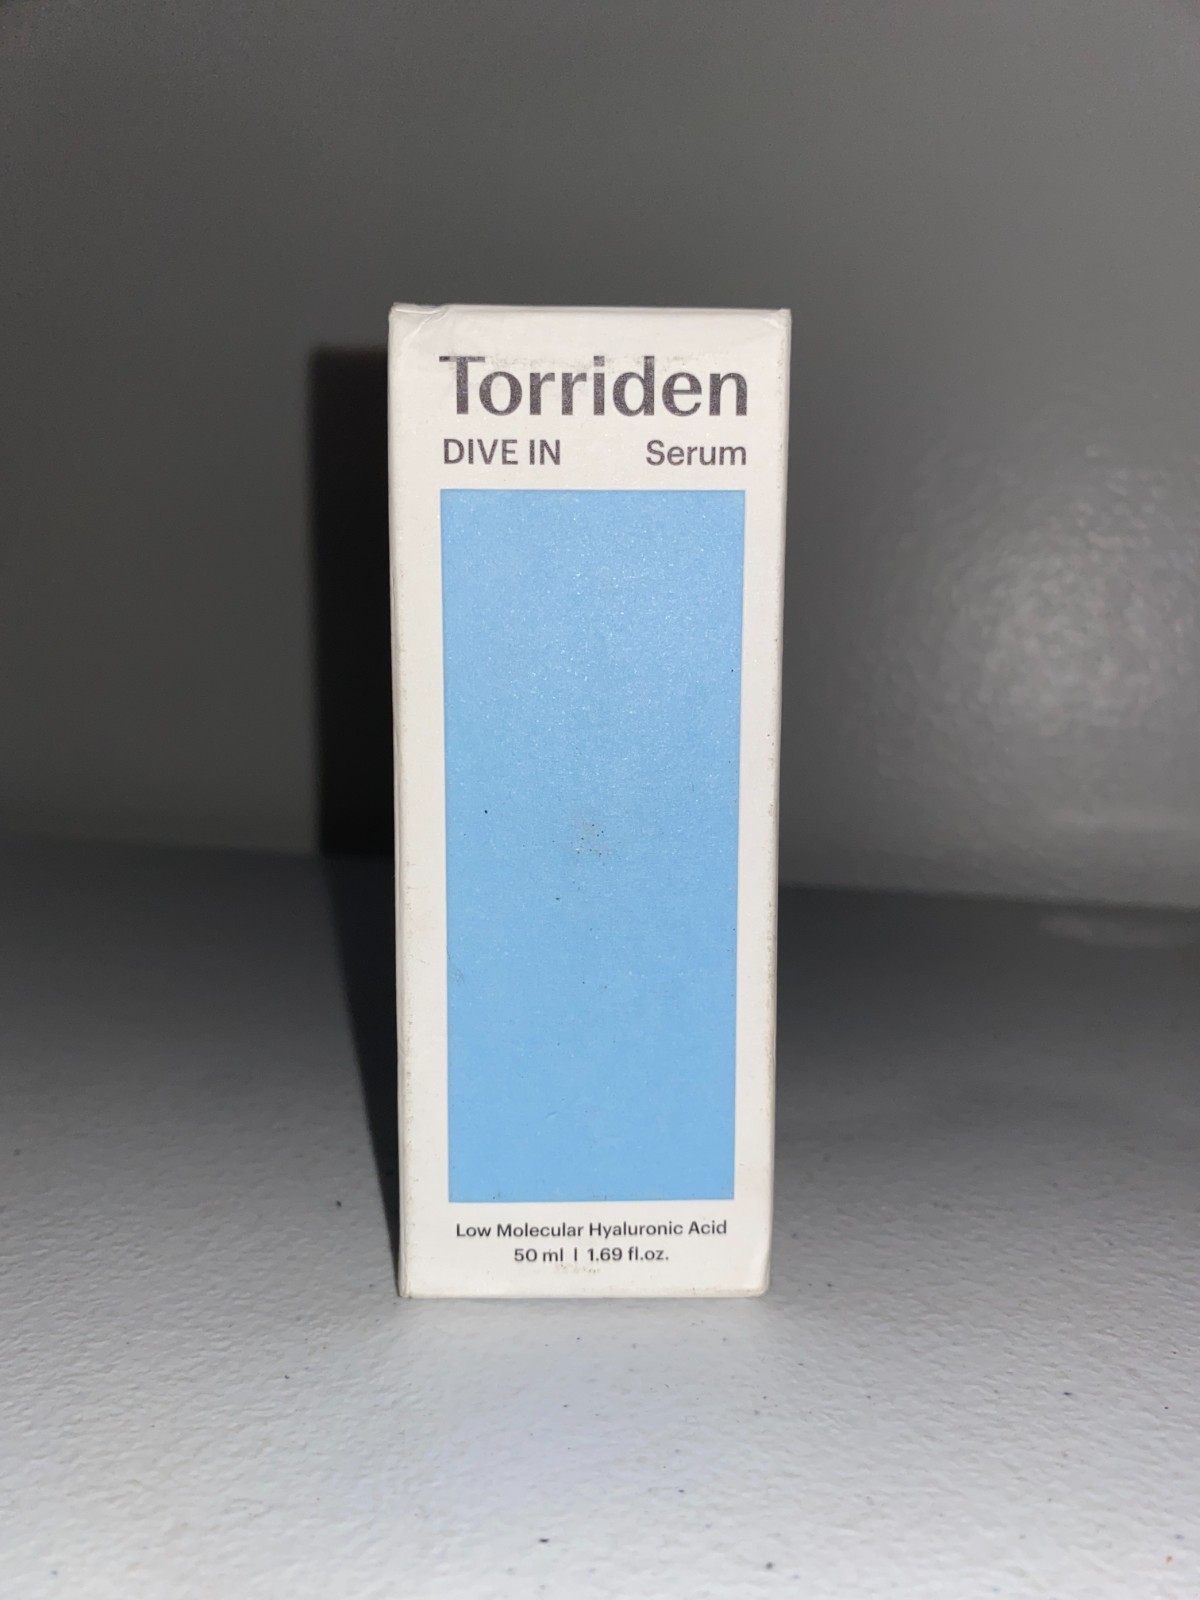 Torriden
DIVE IN Serum
Low Molecular Hyaluronic Acid
50 ml | 1.69 fl.oz.